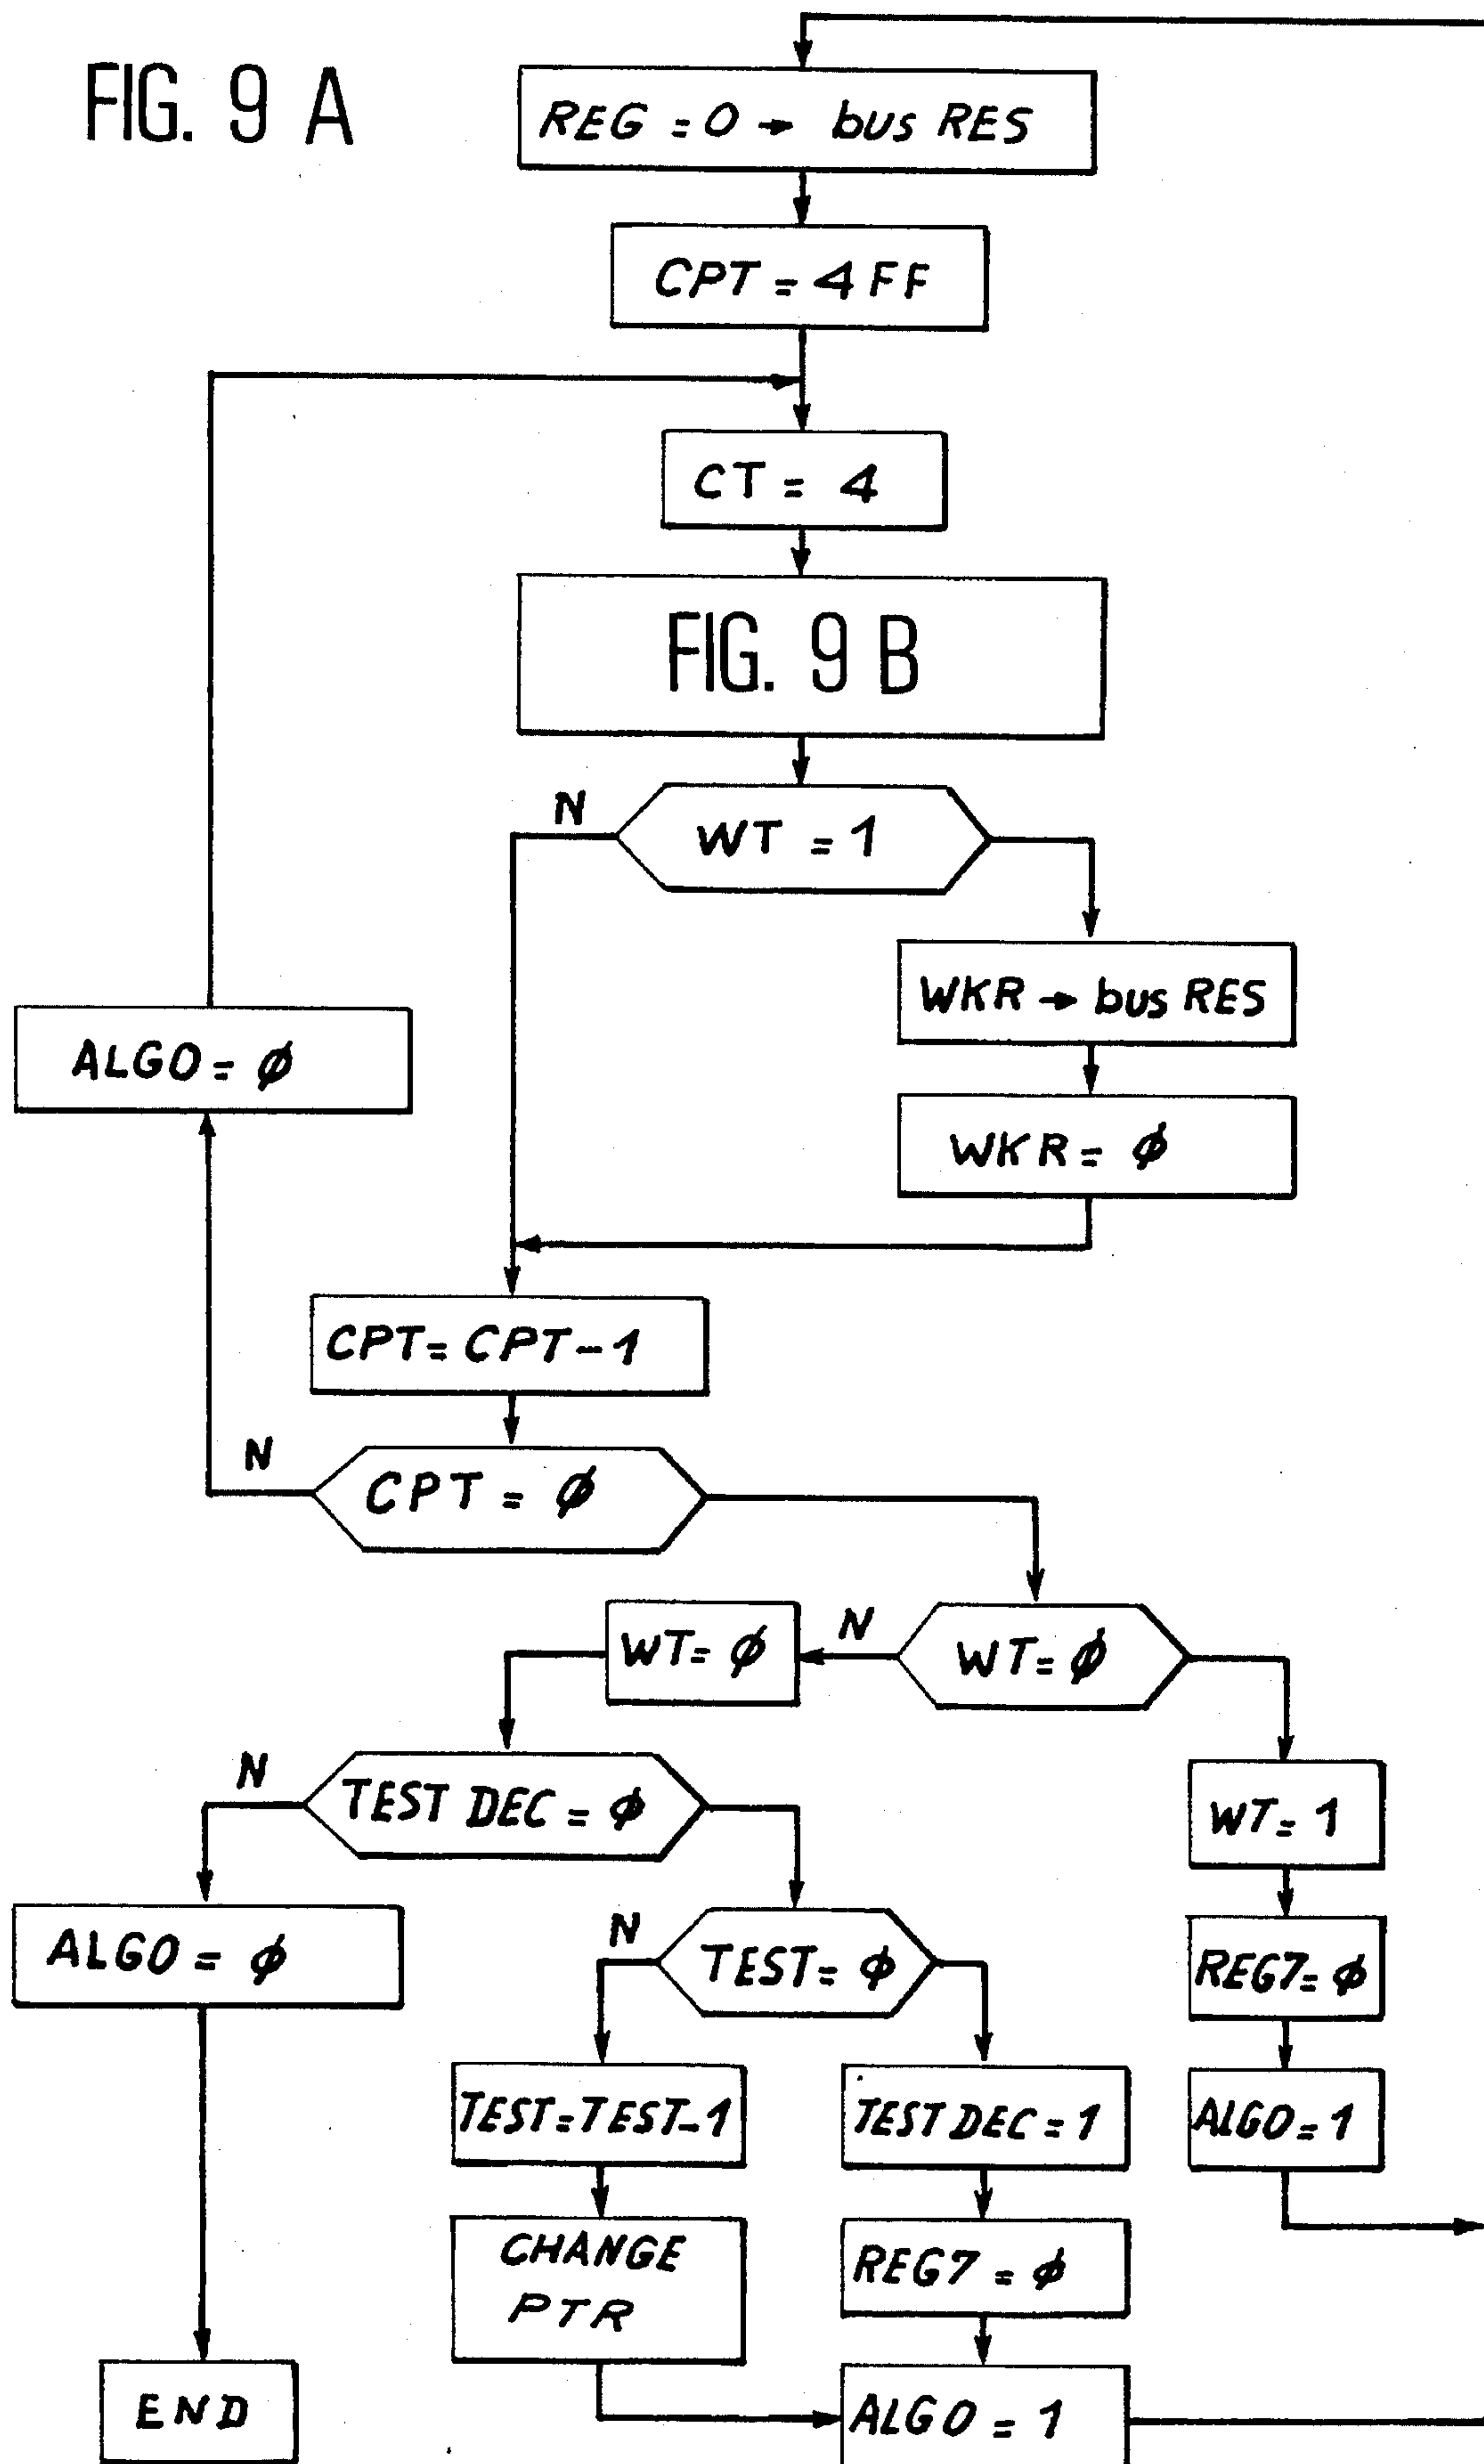 FIG. 9 A
REG = 0 → bus RES
CPT = 4FF
CT = 4
FIG. 9 B
N
WT = 1
WKR → bus RES
ALGO = ϕ
WKR = ϕ
CPT = CPT - 1
N
CPT = ϕ
WT = ϕ
N
WT = ϕ
N
TEST DEC = ϕ
WT = 1
ALGO = ϕ
N
TEST = ϕ
REG7 = ϕ
TEST = TEST - 1
TEST DEC = 1
ALGO = 1
CHANGE
PTR
REG7 = ϕ
END
ALGO = 1